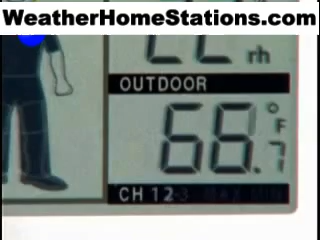 WeatherHomeStations.com
rh
OUTDOOR
66.7 °F
CH 12